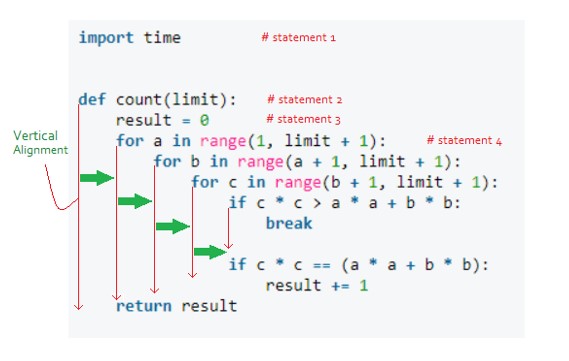 import time # statement 1
def count(limit): # statement 2
result = 0 # statement 3
for a in range(1, limit + 1): # statement 4
for b in range(a + 1, limit + 1):
for c in range(b + 1, limit + 1):
if c * c > a * a + b * b:
break
if c * c == (a * a + b * b):
result += 1
return result
Vertical
Alignment